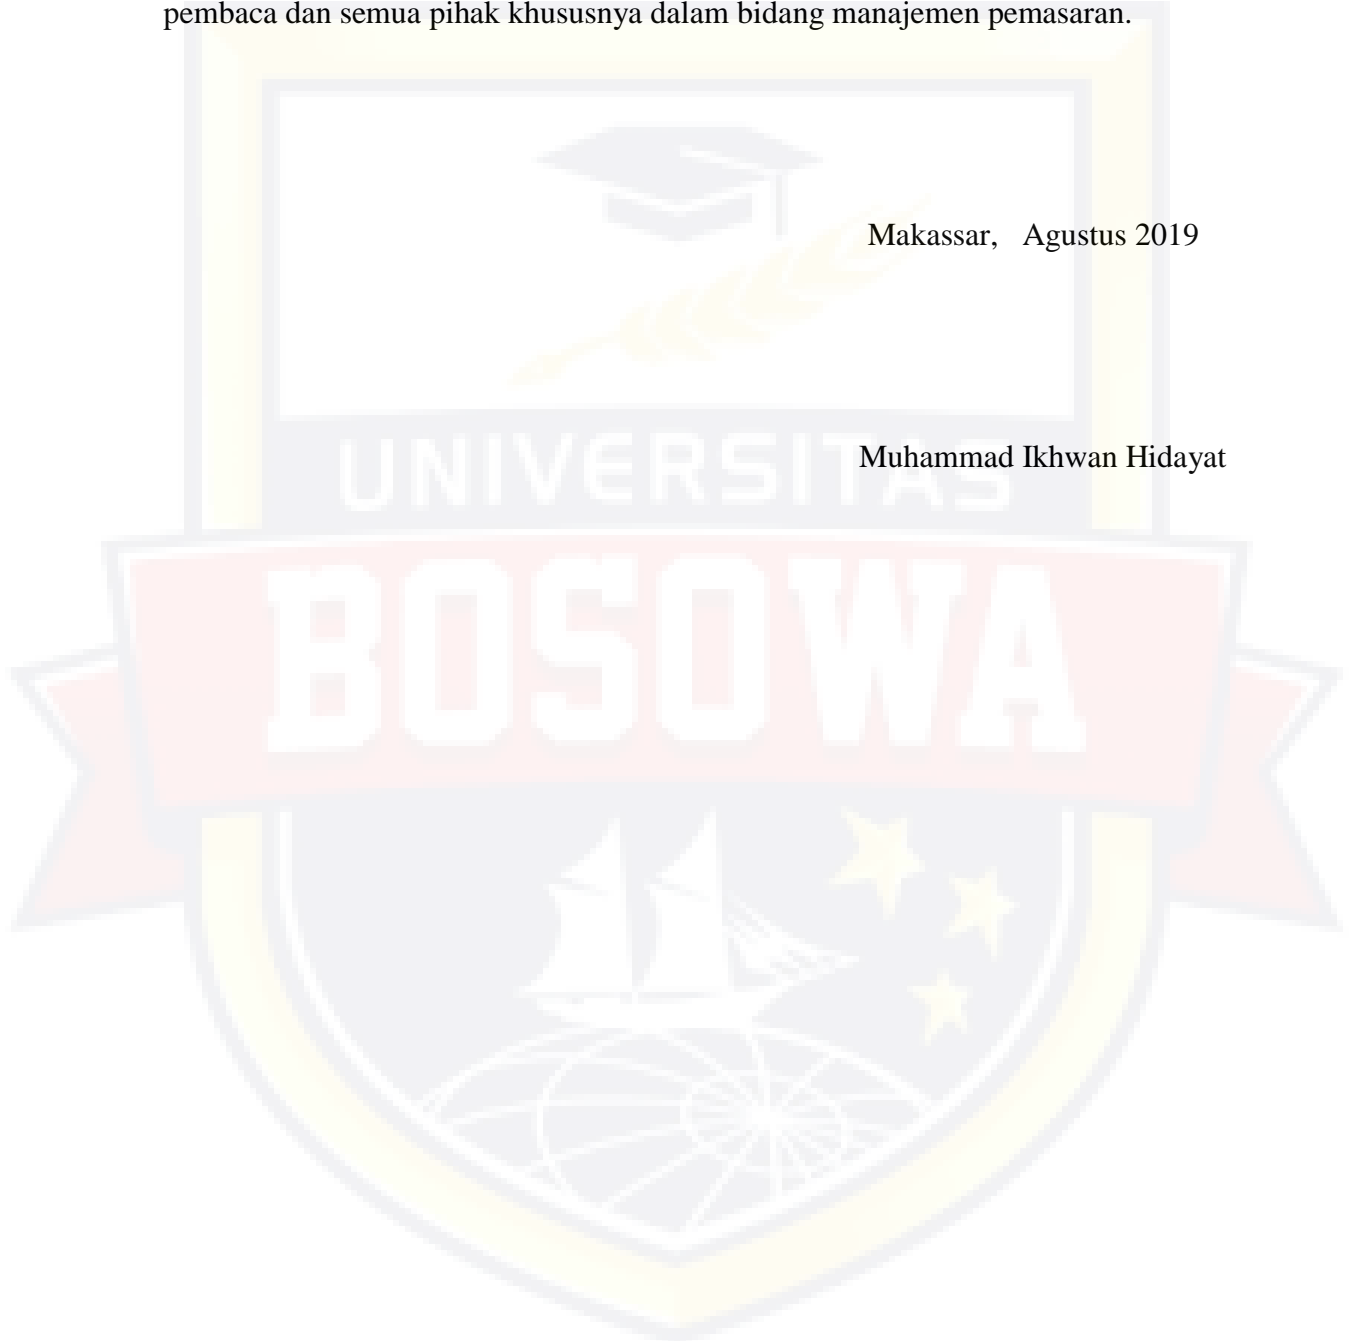 pembaca dan semua pihak khususnya dalam bidang manajemen pemasaran.
Makassar, Agustus 2019
Muhammad Ikhwan Hidayat
UNIVERSITAS
BOSOWA